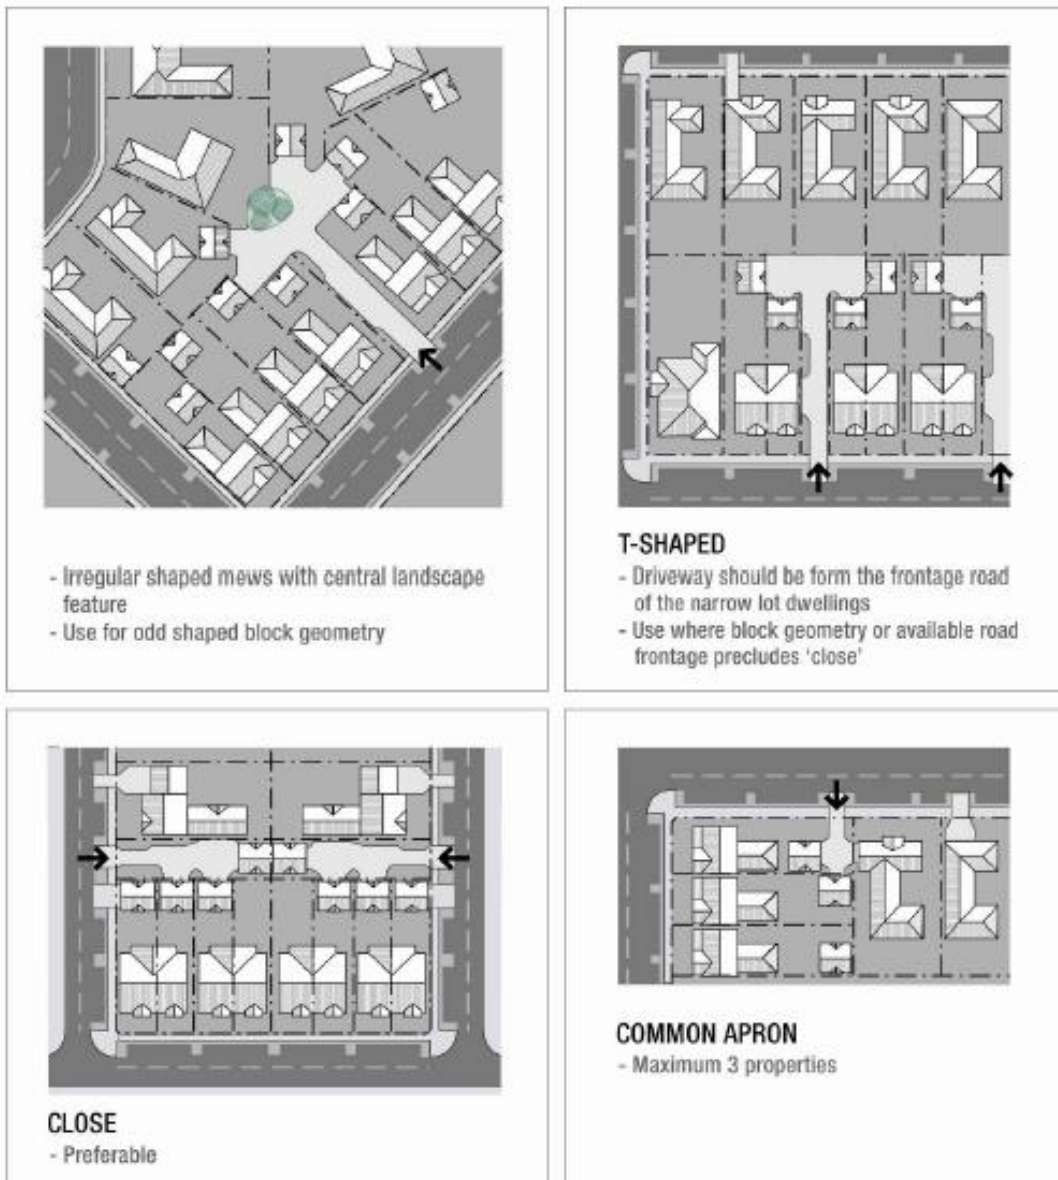 - Irregular shaped mews with central landscape
feature
- Use for odd shaped block geometry
T-SHAPED
- Driveway should be form the frontage road
of the narrow lot dwellings
- Use where block geometry or available road
frontage precludes ‘close’
CLOSE
- Preferable
COMMON APRON
- Maximum 3 properties